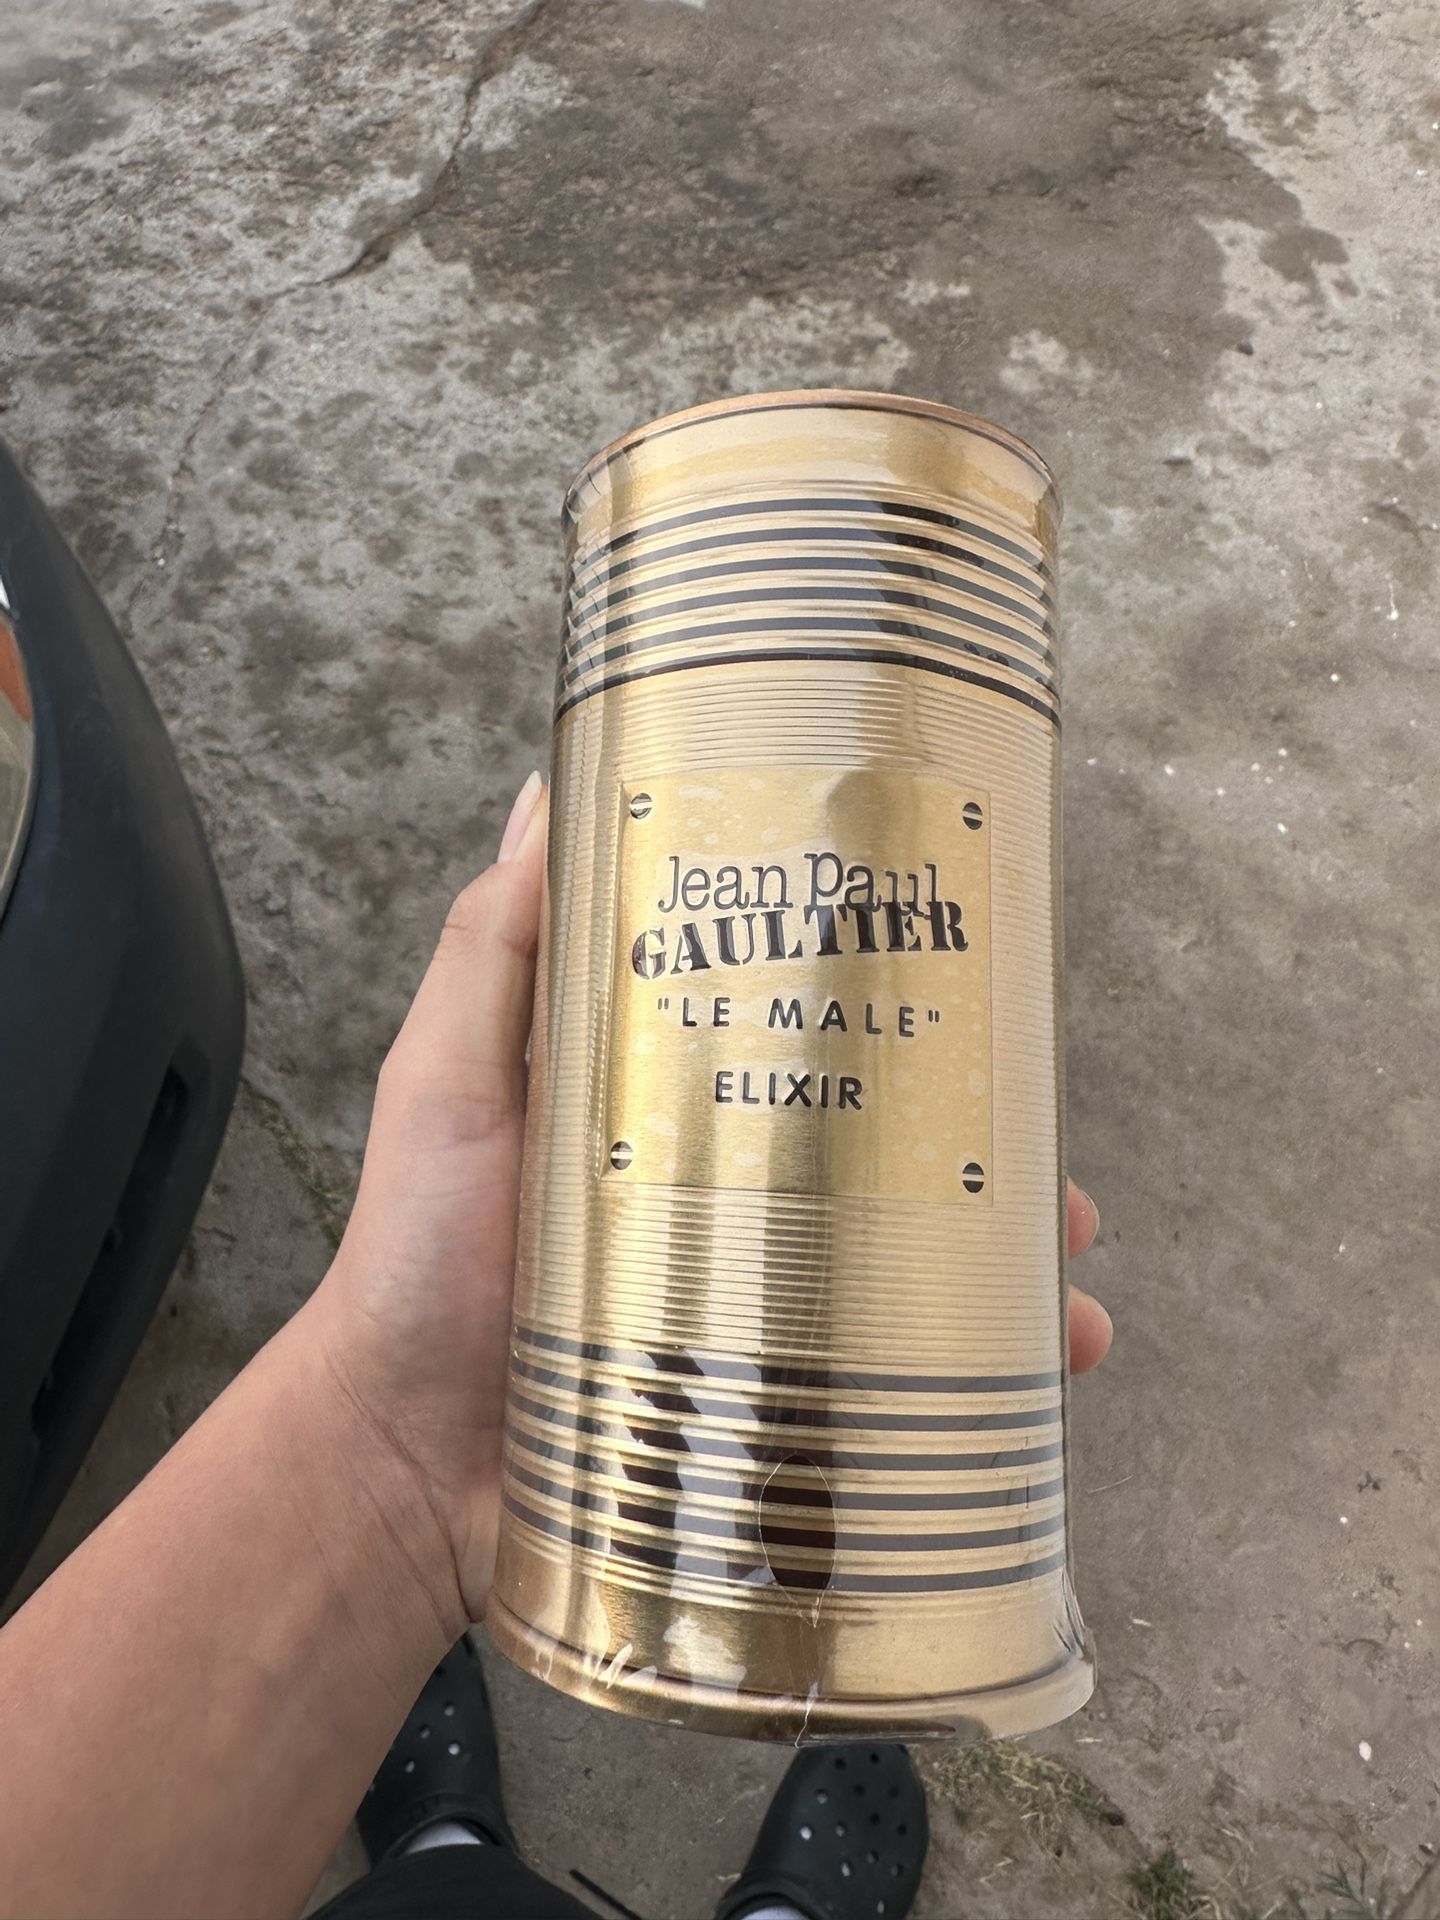 Jean Paul
GAULTIER
"LE MALE"
ELIXIR